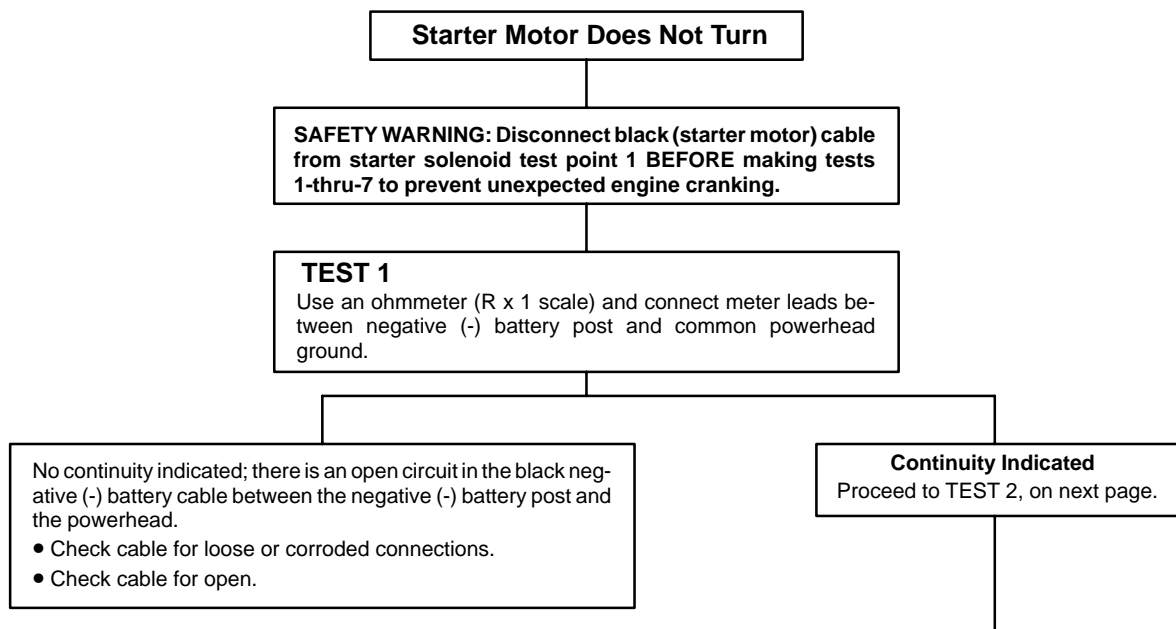 Starter Motor Does Not Turn
SAFETY WARNING: Disconnect black (starter motor) cable
from starter solenoid test point 1 BEFORE making tests
1-thru-7 to prevent unexpected engine cranking.
TEST 1
Use an ohmmeter (R x 1 scale) and connect meter leads be-
tween negative (-) battery post and common powerhead
ground.
No continuity indicated; there is an open circuit in the black neg-
ative (-) battery cable between the negative (-) battery post and
the powerhead.
• Check cable for loose or corroded connections.
• Check cable for open.
Continuity Indicated
Proceed to TEST 2, on next page.